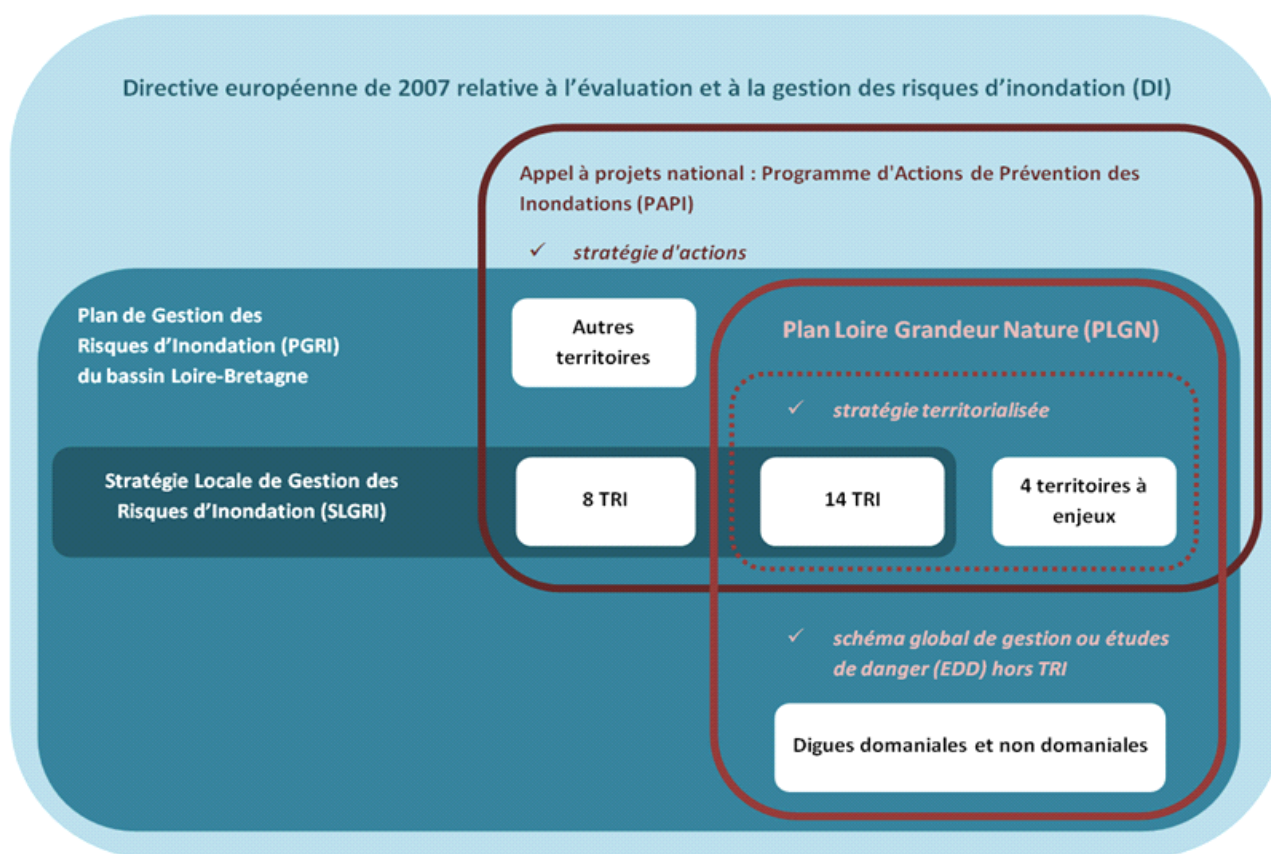 Directive européenne de 2007 relative à l’évaluation et à la gestion des risques d’inondation (DI)
Appel à projets national : Programme d'Actions de Prévention des
Inondations (PAPI)
✓ stratégie d'actions
Plan de Gestion des
Risques d’Inondation (PGRI)
du bassin Loire-Bretagne
Autres
territoires
Plan Loire Grandeur Nature (PLGN)
✓ stratégie territorialisée
Stratégie Locale de Gestion des
Risques d’Inondation (SLGRI)
8 TRI
14 TRI
4 territoires à
enjeux
✓ schéma global de gestion ou études
de danger (EDD) hors TRI
Digues domaniales et non domaniales